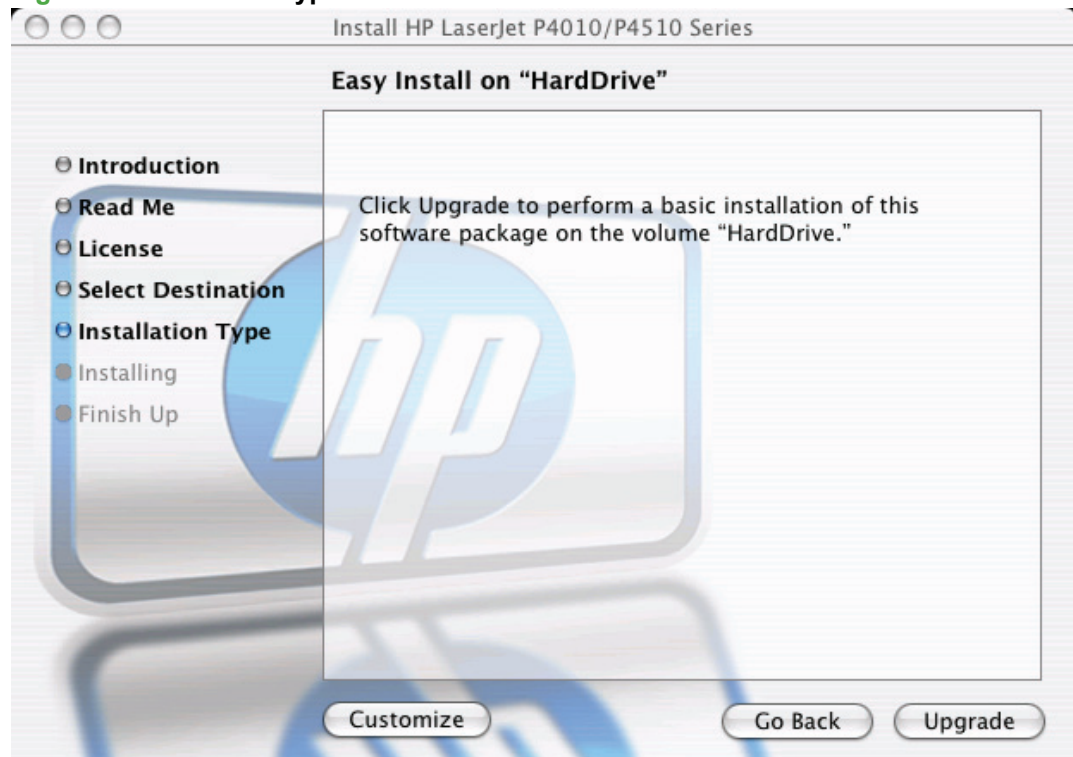 Install HP LaserJet P4010/P4510 Series
Easy Install on “HardDrive”
Introduction
Read Me
License
Select Destination
Installation Type
Installing
Finish Up
Click Upgrade to perform a basic installation of this
software package on the volume “HardDrive.”
hp
Customize
Go Back
Upgrade